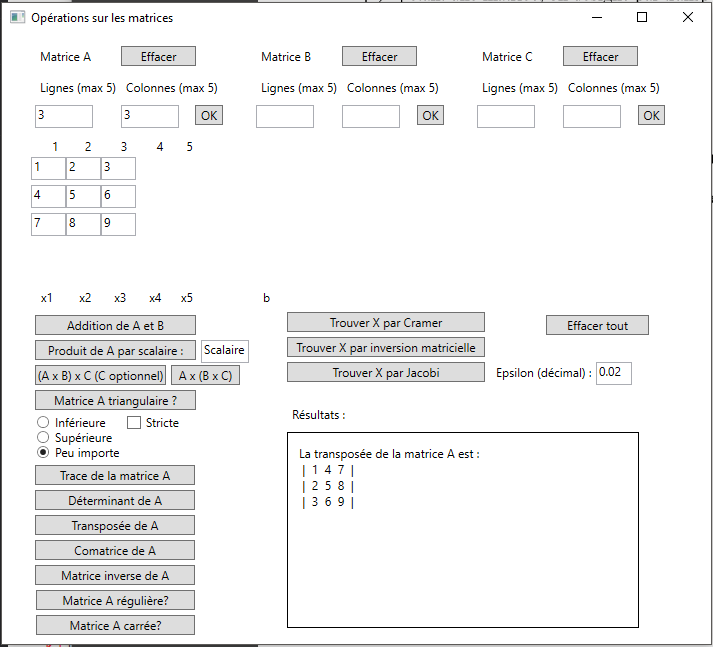 Opérations sur les matrices
Matrice A Effacer Matrice B Effacer Matrice C Effacer
Lignes (max 5) Colonnes (max 5) Lignes (max 5) Colonnes (max 5) Lignes (max 5) Colonnes (max 5)
3 3 OK OK OK
1 2 3 4 5
1 2 3
4 5 6
7 8 9
x1 x2 x3 x4 x5 b
Addition de A et B
Produit de A par scalaire : Scalaire
(A x B) x C (C optionnel) A x (B x C)
Matrice A triangulaire ?
Inférieure Stricte
Supérieure
Peu importe
Trace de la matrice A
Déterminant de A
Transposée de A
Comatrice de A
Matrice inverse de A
Matrice A régulière?
Matrice A carrée?
Trouver X par Cramer
Trouver X par inversion matricielle
Trouver X par Jacobi Epsilon (décimal) : 0.02
Effacer tout
Résultats :
La transposée de la matrice A est :
| 1 4 7 |
| 2 5 8 |
| 3 6 9 |